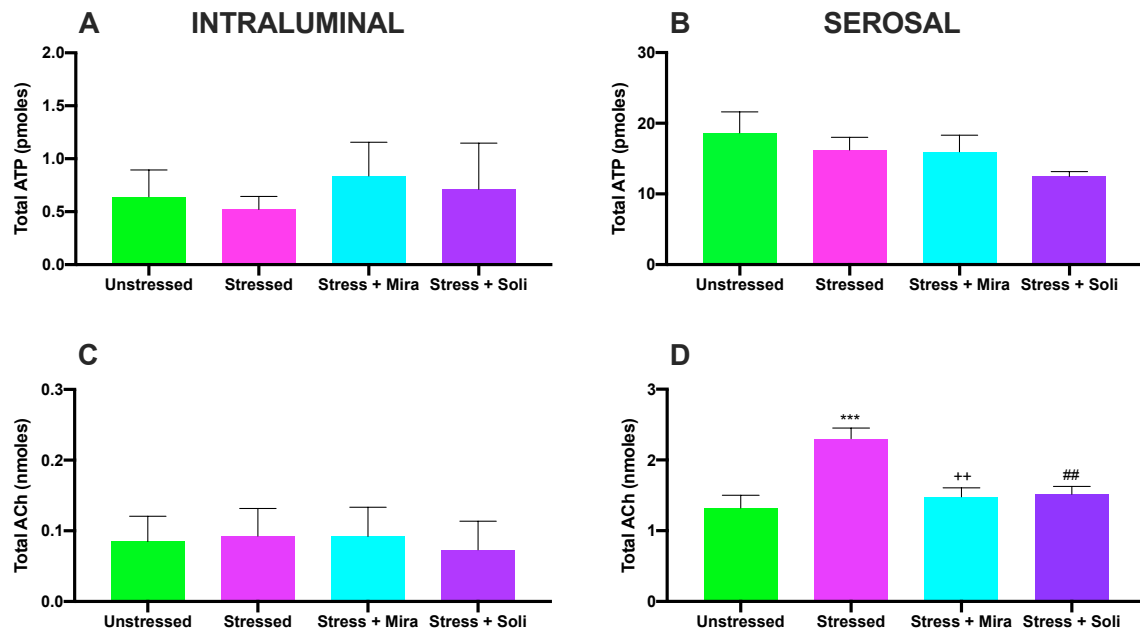 A INTRALUMINAL
Total ATP (pmoles)
2.0
1.5
1.0
0.5
0.0
Unstressed Stressed Stress + Mira Stress + Soli
B SEROSAL
Total ATP (pmoles)
30
20
10
0
Unstressed Stressed Stress + Mira Stress + Soli
C
Total ACh (nmoles)
0.3
0.2
0.1
0.0
Unstressed Stressed Stress + Mira Stress + Soli
D
Total ACh (nmoles)
3
2
1
0
***
++
##
Unstressed Stressed Stress + Mira Stress + Soli